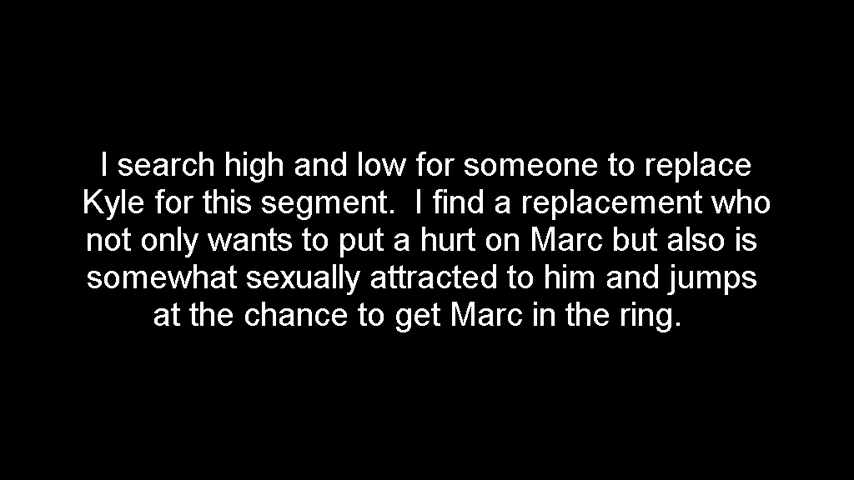 I search high and low for someone to replace
Kyle for this segment.  I find a replacement who
not only wants to put a hurt on Marc but also is
somewhat sexually attracted to him and jumps
at the chance to get Marc in the ring.